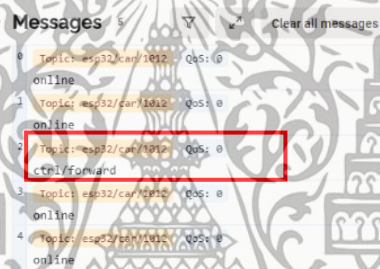 Messages 5 Clear all messages
0 Topic: esp32/car/1012 QoS: 0
online
1 Topic: esp32/car/1012 QoS: 0
online
2 Topic: esp32/car/1012 QoS: 0
ctrl/forward
3 Topic: esp32/car/1012 QoS: 0
online
4 Topic: esp32/car/1012 QoS: 0
online